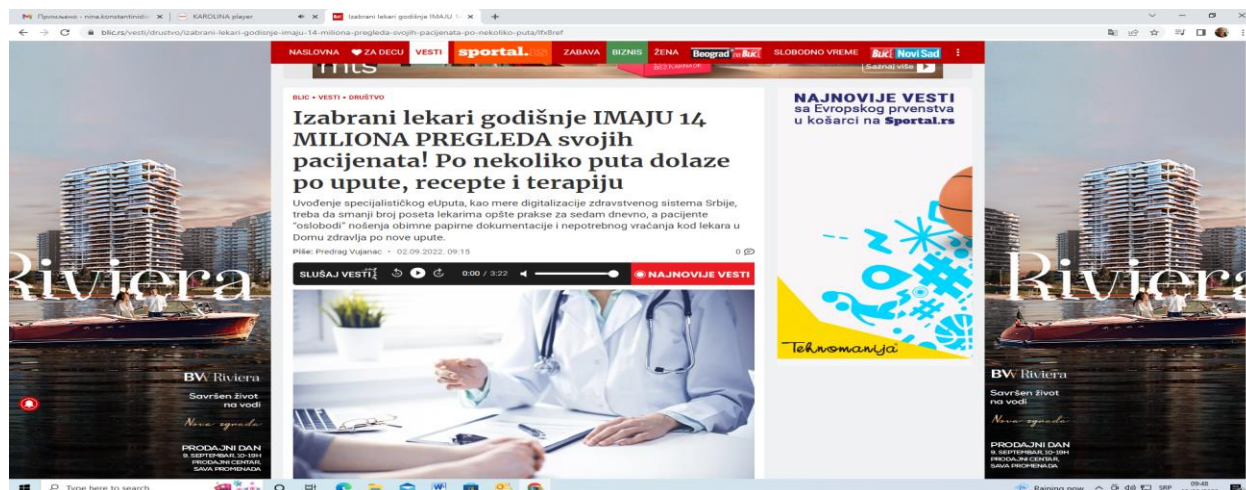 KAROLINA player
Izabrani lekari godišnje IMAJU 14
blic.rs/vesti/drustvo/izabrani-lekari-godisnje-imaju-14-miliona-pregleda-svojih-pacijenata-po-nekoliko-puta/lfx8ref
NASLOVNA ZA DECU VESTI sportal. ZABAVA BIZNIS ŽENA Beograd Blic SLOBODNO VREME Blic Novi Sad
mts
Saznaj više
BLIC • VESTI • DRUŠTVO
Izabrani lekari godišnje IMAJU 14
MILIONA PREGLEDA svojih
pacijenata! Po nekoliko puta dolaze
po upute, recepte i terapiju
Uvođenje specijalističkog eUputa, kao mere digitalizacije zdravstvenog sistema Srbije,
treba da smanji broj poseta lekarima opšte prakse za sedam dnevno, a pacijente
"oslobodi" nošenja obimne papirne dokumentacije i nepotrebnog vraćanja kod lekara u
Domu zdravlja po nove upute.
Piše: Predrag Vujanac • 02.09.2022. 09:15
0
SLUŠAJ VESTI
0:00 / 3:22
NAJNOVIJE VESTI
NAJNOVIJE VESTI
sa Evropskog prvenstva
u košarci na Sportal.rs
Tehnomanija
Riviera
BW Riviera
Savršen život
na vodi
Nova zgrada
PRODAJNI DAN
9. SEPTEMBAR, 10-19H
PRODAJNI CENTAR,
SAVA PROMENADA
Riviera
BW Riviera
Savršen život
na vodi
Nova zgrada
PRODAJNI DAN
9. SEPTEMBAR, 10-19H
PRODAJNI CENTAR,
SAVA PROMENADA
Type here to search
Raining now
SRP
09:48